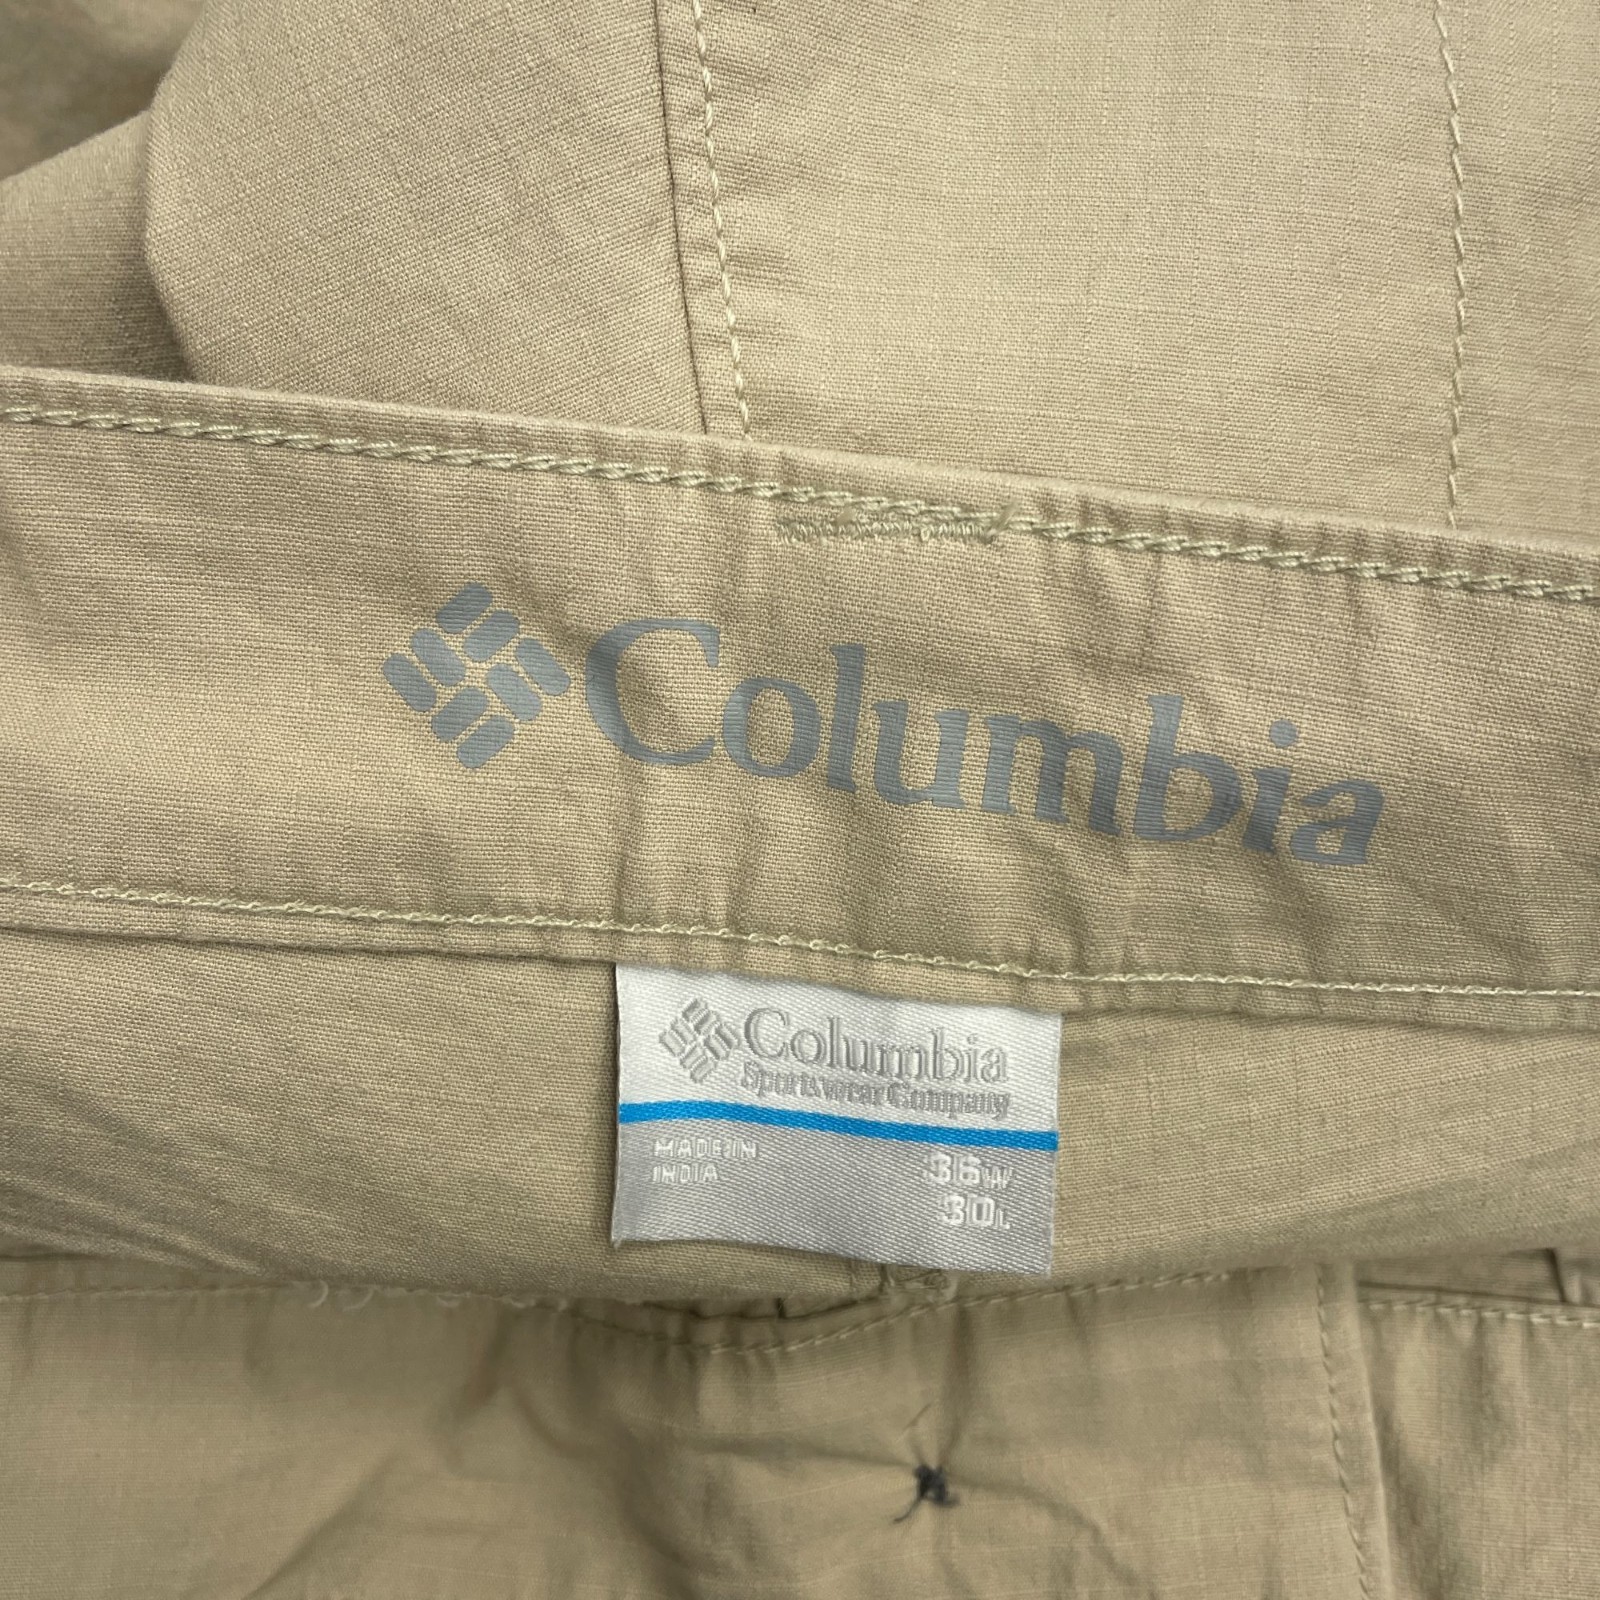 Columbia
Columbia
Sportswear Company
MADE IN
INDIA
36W
30L